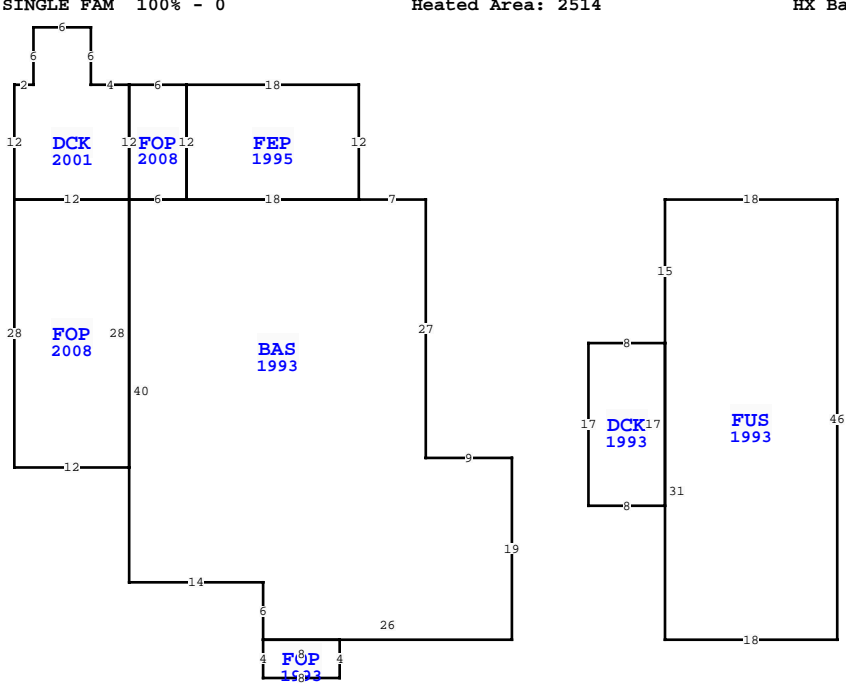 SINGLE FAM 100% - 0 Heated Area: 2514 HX Ba
6
6 6
2 4 6 18
12 DCK 12 FOP 12 FEP 12
2001 2008 1995
12 6 18 7 18
15
28 FOP 28 27
2008
BAS 8
1993
40
17 DCK 17 FUS 46
1993 1993
12 9
31
8
19
14
6
26 18
4 FOP 8 4
1993
8